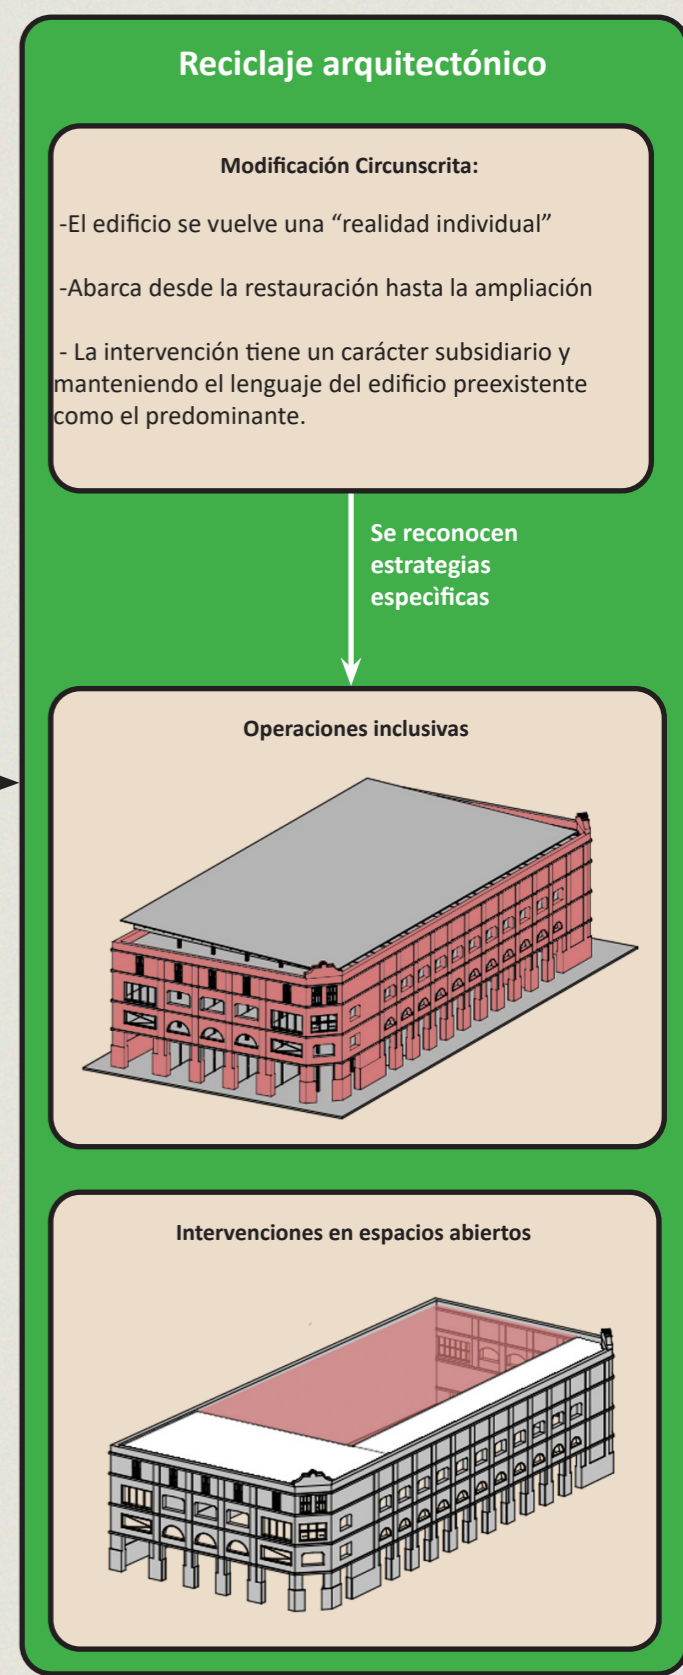 Reciclaje arquitectónico
Modificación Circunscrita:
-El edificio se vuelve una “realidad individual”
-Abarca desde la restauración hasta la ampliación
- La intervención tiene un carácter subsidiario y
manteniendo el lenguaje del edificio preexistente
como el predominante.
Se reconocen
estrategias
especìficas
Operaciones inclusivas
Intervenciones en espacios abiertos